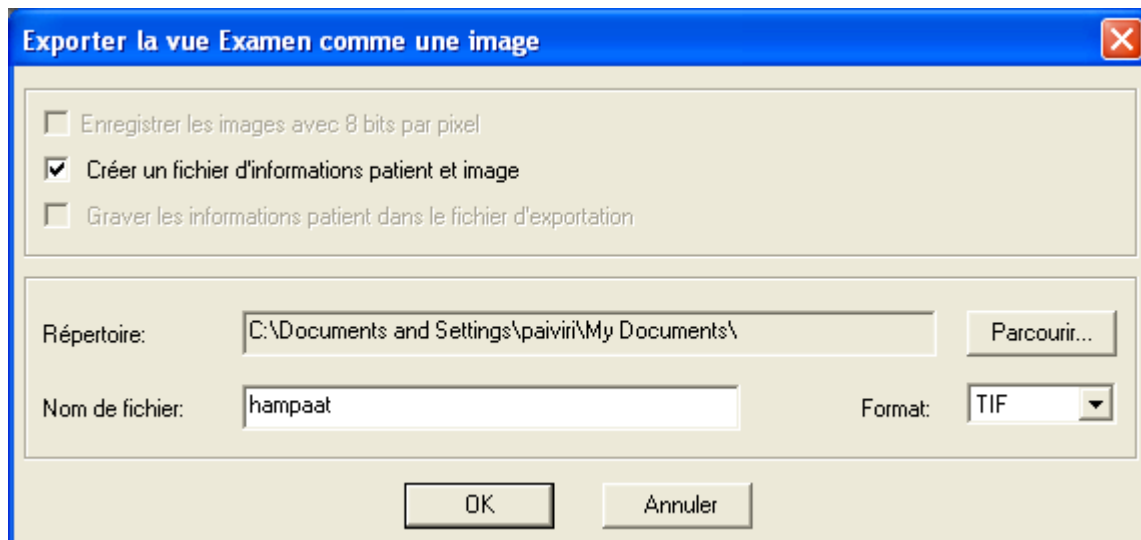 Exporter la vue Examen comme une image
Enregistrer les images avec 8 bits par pixel
Créer un fichier d'informations patient et image
Graver les informations patient dans le fichier d'exportation
Répertoire: C:\Documents and Settings\paiviri\My Documents\ Parcourir...
Nom de fichier: hampaat Format: TIF
OK Annuler